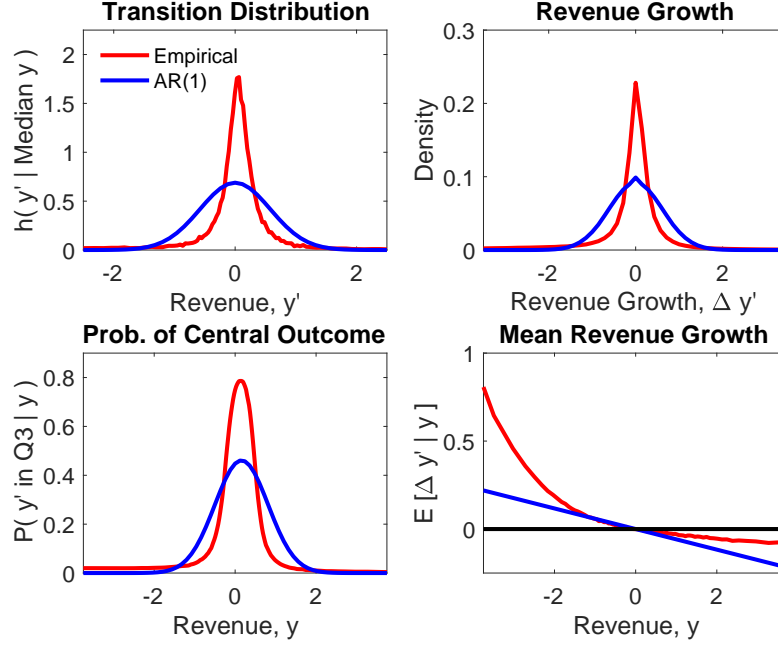 Transition Distribution
h( y' | Median y )
2
1.5
1
0.5
0
Empirical
AR(1)
-2
0
2
Revenue, y'
Revenue Growth
Density
0.3
0.2
0.1
0
-2
0
2
Revenue Growth, Δ y'
Prob. of Central Outcome
P( y' in Q3 | y )
0.8
0.6
0.4
0.2
0
-2
0
2
Revenue, y
Mean Revenue Growth
E [Δ y' | y ]
1
0.5
0
-2
0
2
Revenue, y